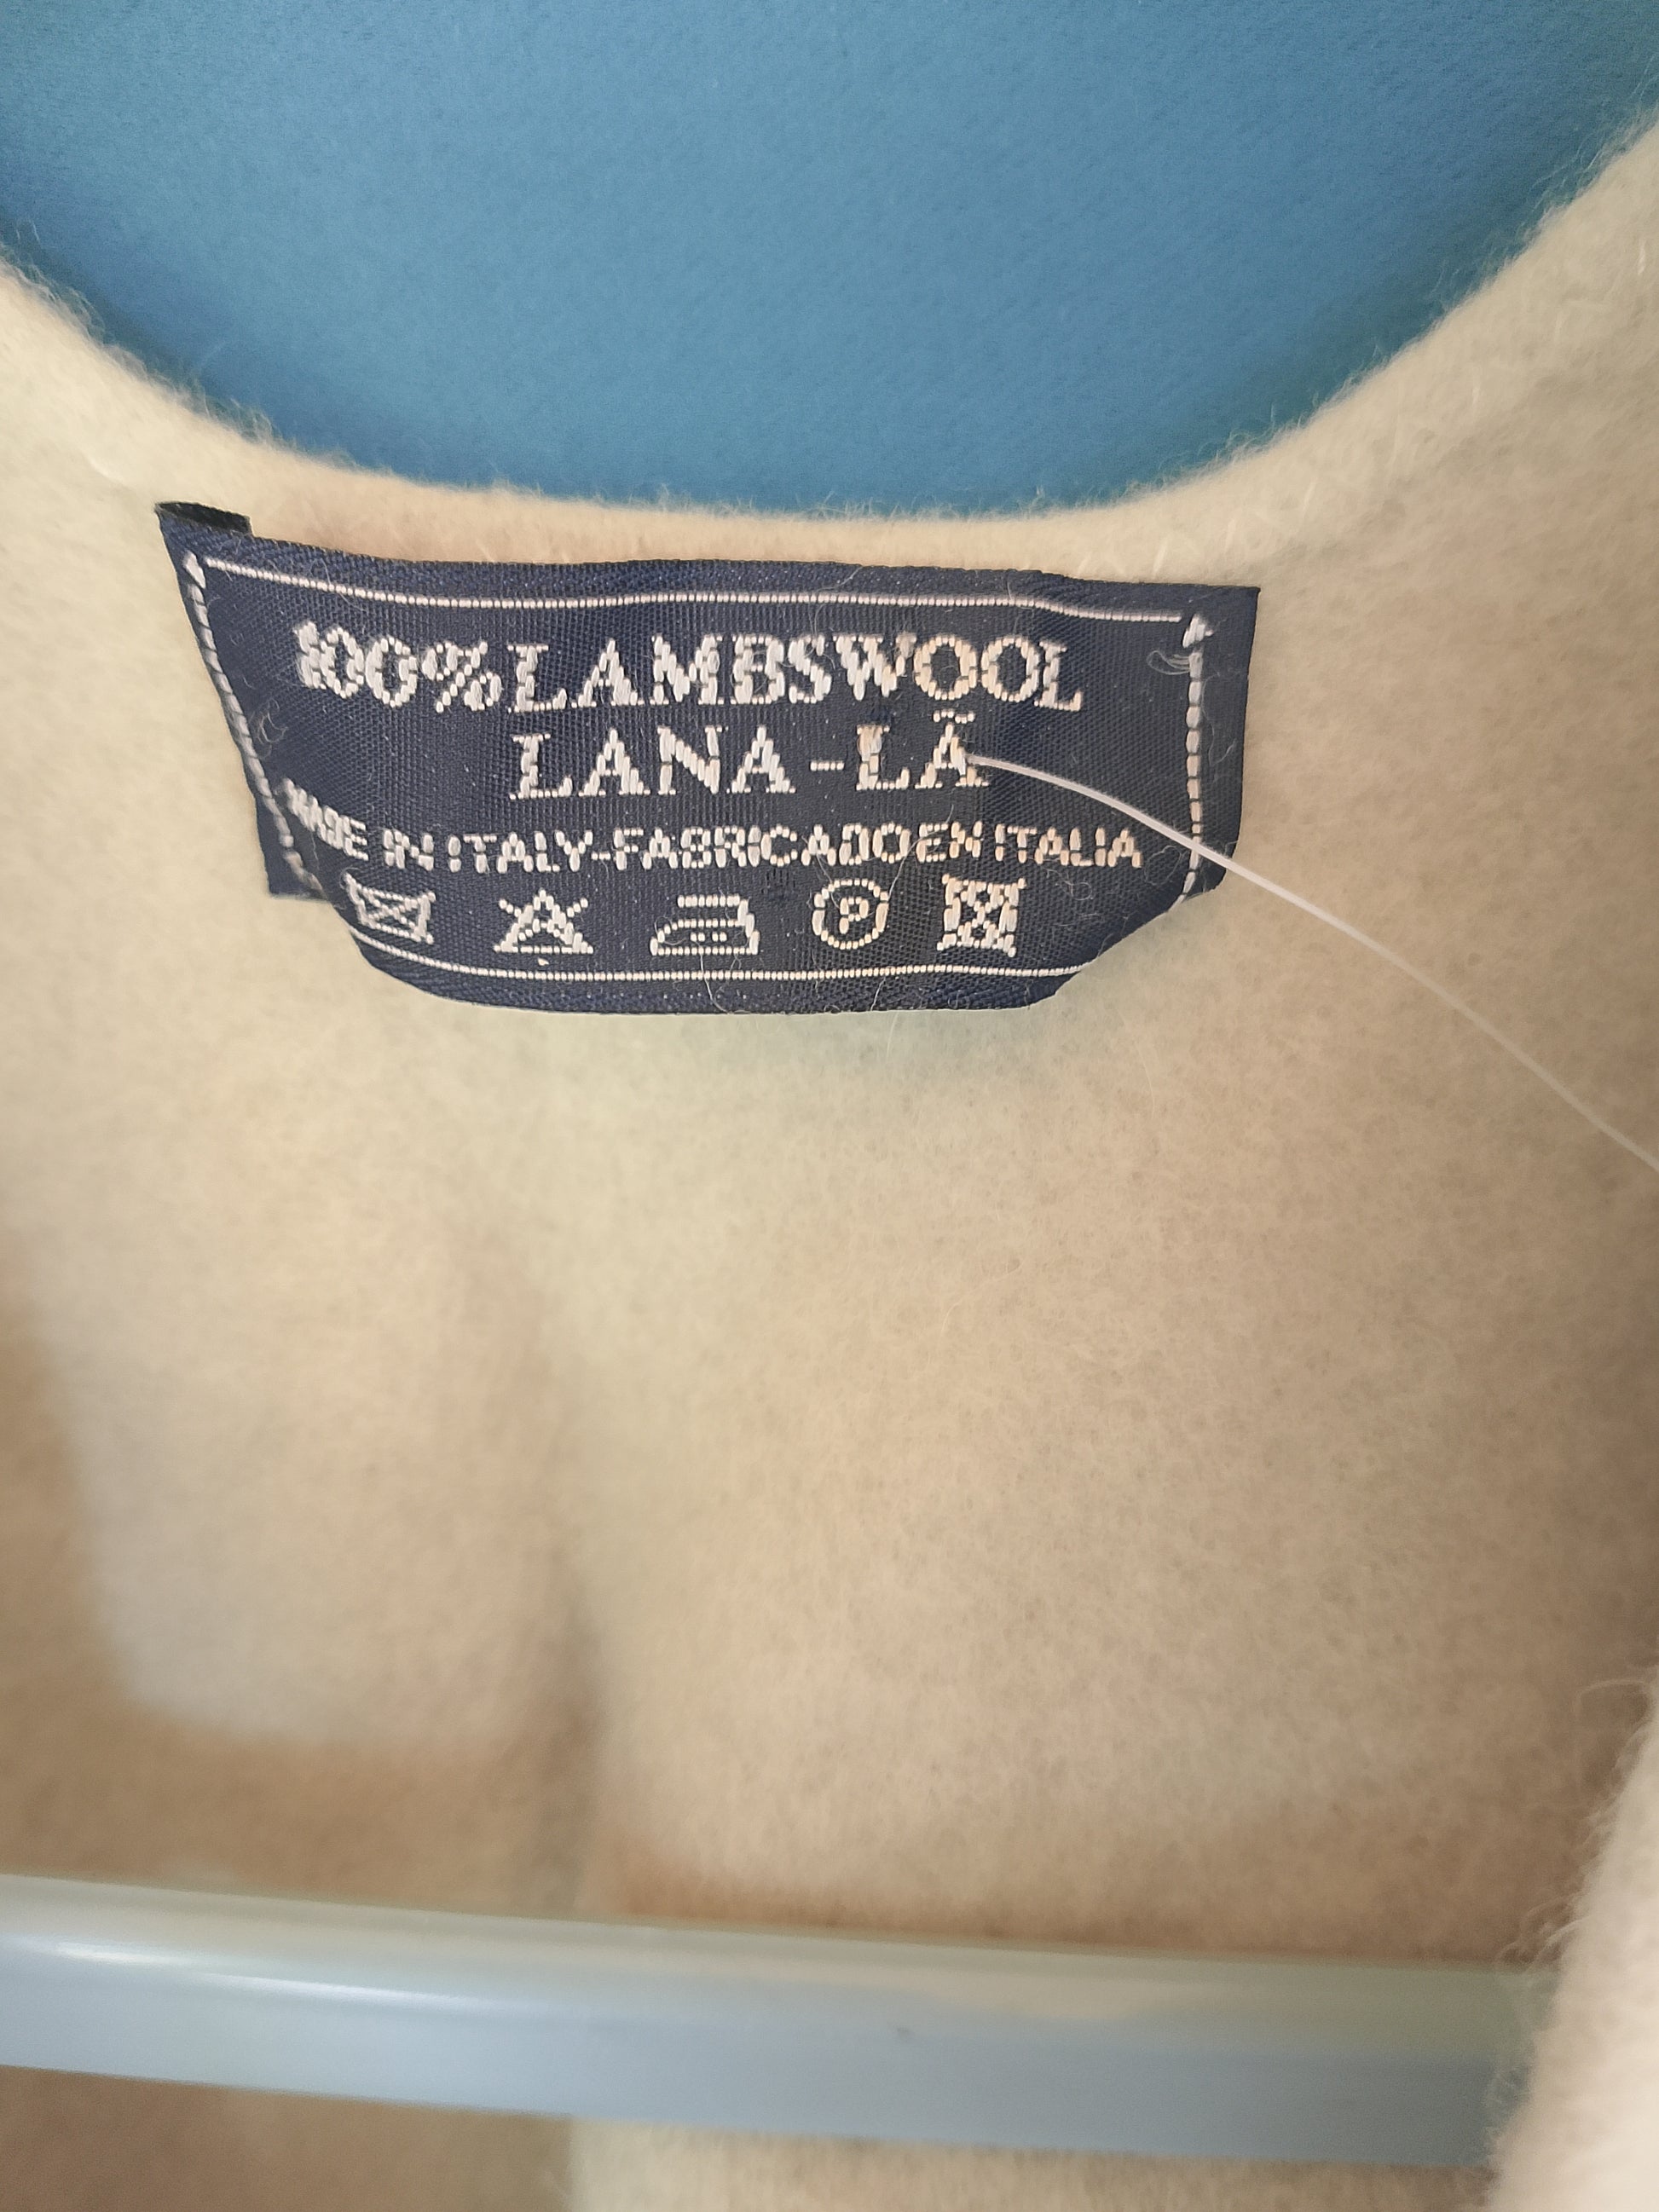 100% LAMBSWOOL
LANA - LÃ
MADE IN ITALY-FABRICADO EN ITALIA
P